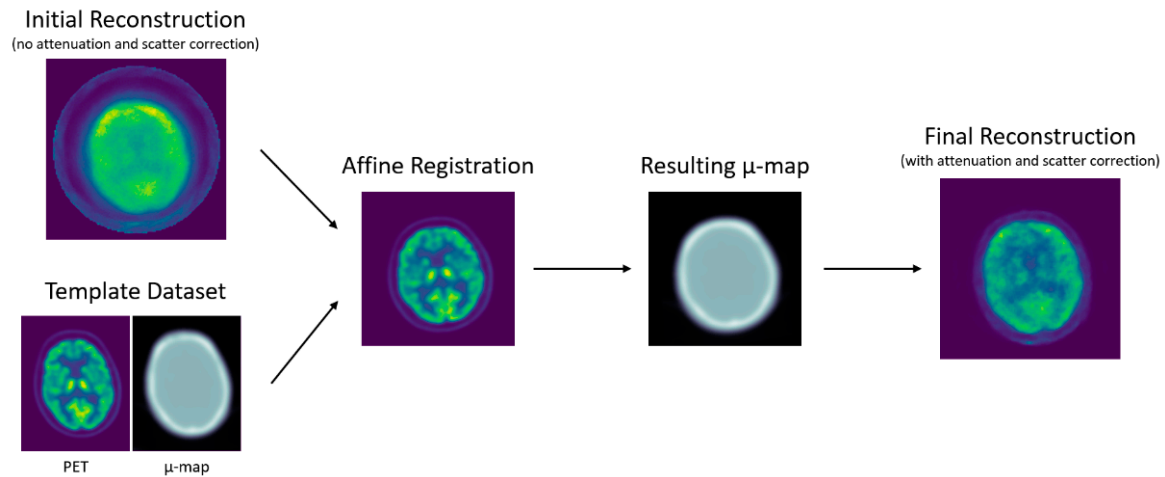 Initial Reconstruction
(no attenuation and scatter correction)
Template Dataset
PET
μ-map
Affine Registration
Resulting μ-map
Final Reconstruction
(with attenuation and scatter correction)